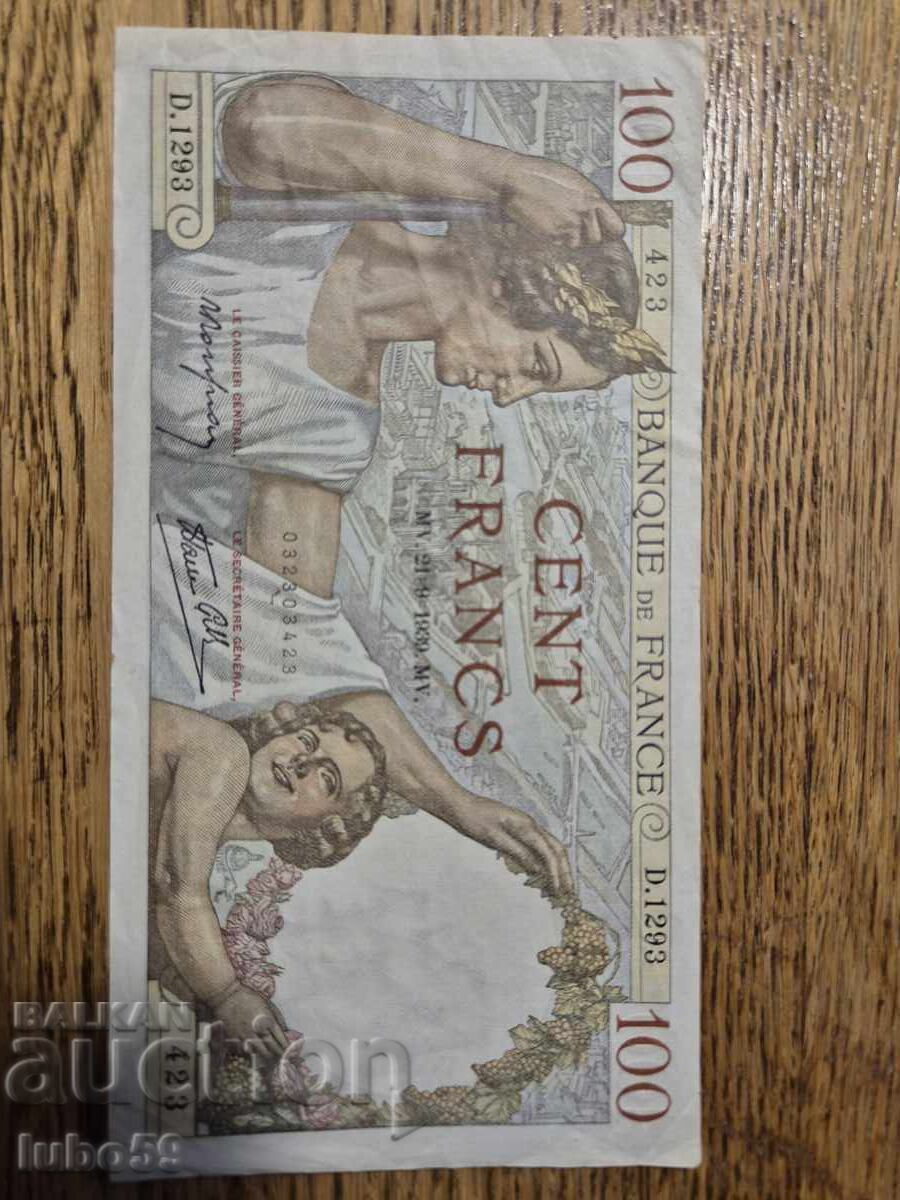 100
423
BANQUE DE FRANCE
D.1293
100
CENT
FRANCS
MV. 21-9-1939. MV.
032303423
LE CAISSIER GÉNÉRAL,
LE SECRÉTAIRE GÉNÉRAL,
D.1293
423
BALKAN
auction
lubo59